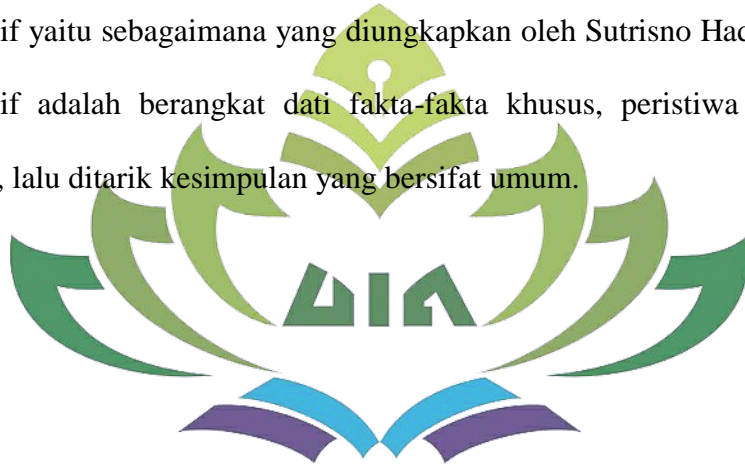 if yaitu sebagaimana yang diungkapkan oleh Sutrisno Had
if adalah berangkat dati fakta-fakta khusus, peristiwa
, lalu ditarik kesimpulan yang bersifat umum.